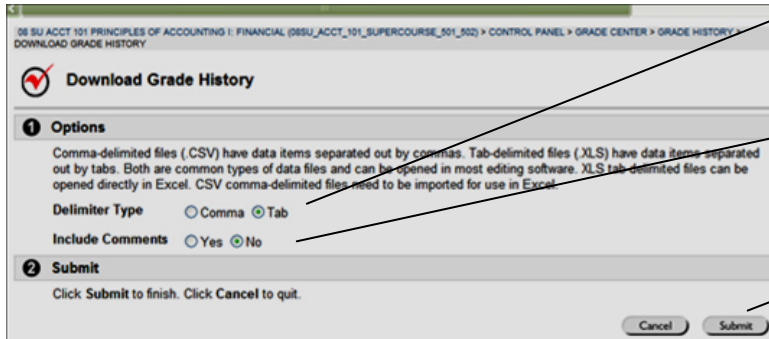 08 SU ACCT 101 PRINCIPLES OF ACCOUNTING I: FINANCIAL (08SU_ACCT_101_SUPERCOURSE_501_502) > CONTROL PANEL > GRADE CENTER > GRADE HISTORY >
DOWNLOAD GRADE HISTORY
Download Grade History
1 Options
Comma-delimited files (.CSV) have data items separated out by commas. Tab-delimited files (.XLS) have data items separated
out by tabs. Both are common types of data files and can be opened in most editing software. XLS tab-delimited files can be
opened directly in Excel. CSV comma-delimited files need to be imported for use in Excel.
Delimiter Type Comma Tab
Include Comments Yes No
2 Submit
Click Submit to finish. Click Cancel to quit.
Cancel Submit